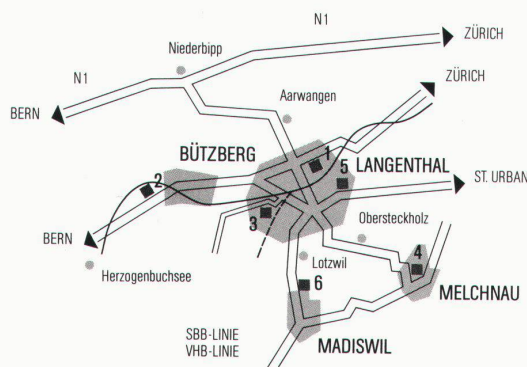 N1
ZÜRICH
Niederbipp
N1
ZÜRICH
Aarwangen
BERN
BÜTZBERG
1
LANGENTHAL
2
5
ST. URBAN
3
Obersteckholz
BERN
4
Herzogenbuchsee
Lotzwil
6
MELCHNAU
SBB-LINIE
VHB-LINIE
MADISWIL